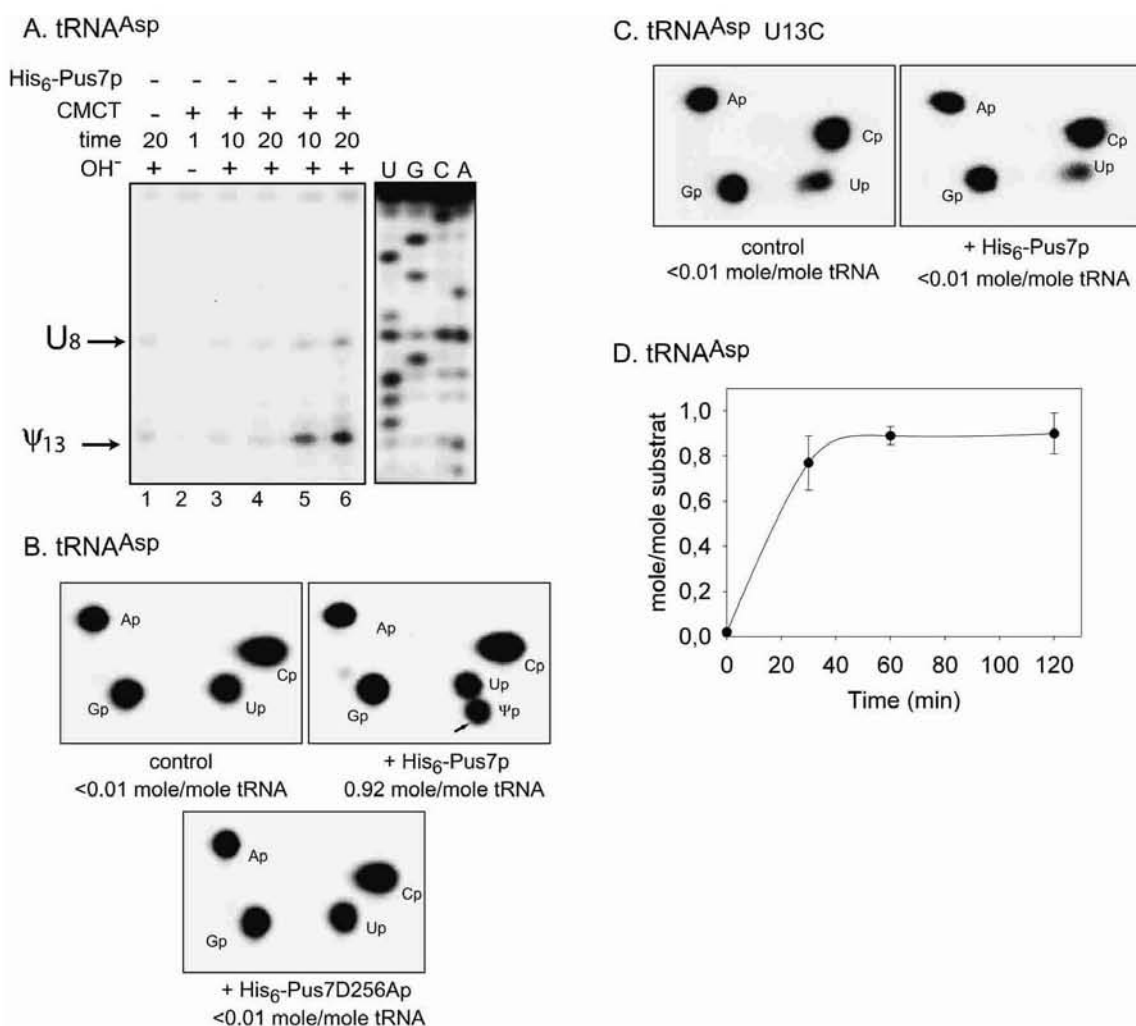 A. tRNAAsp
His6-Pus7p - - - - + +
CMCT - + + + + +
time 20 1 10 20 10 20
OH- + - + + + + U G C A
U8
ψ13
1 2 3 4 5 6
B. tRNAAsp
Ap
Cp
Gp
Up
control
<0.01 mole/mole tRNA
Ap
Cp
Up
Gp
Ψp
+ His6-Pus7p
0.92 mole/mole tRNA
Ap
Cp
Gp
Up
+ His6-Pus7D256Ap
<0.01 mole/mole tRNA
C. tRNAAsp U13C
Ap
Cp
Gp
Up
control
<0.01 mole/mole tRNA
Ap
Cp
Up
Gp
+ His6-Pus7p
<0.01 mole/mole tRNA
D. tRNAAsp
mole/mole substrat
1,0
0,8
0,6
0,4
0,2
0,0
0 20 40 60 80 100 120
Time (min)